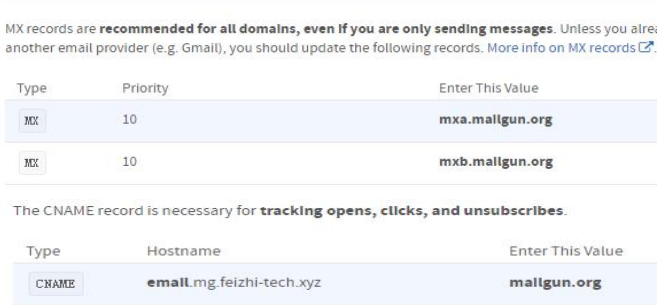 MX records are recommended for all domains, even if you are only sending messages. Unless you alrea
another email provider (e.g. Gmail), you should update the following records. More info on MX records
Type Priority Enter This Value
MX 10 mxa.mailgun.org
MX 10 mxb.mailgun.org
The CNAME record is necessary for tracking opens, clicks, and unsubscribes.
Type Hostname Enter This Value
CNAME email.mg.feizhi-tech.xyz mailgun.org